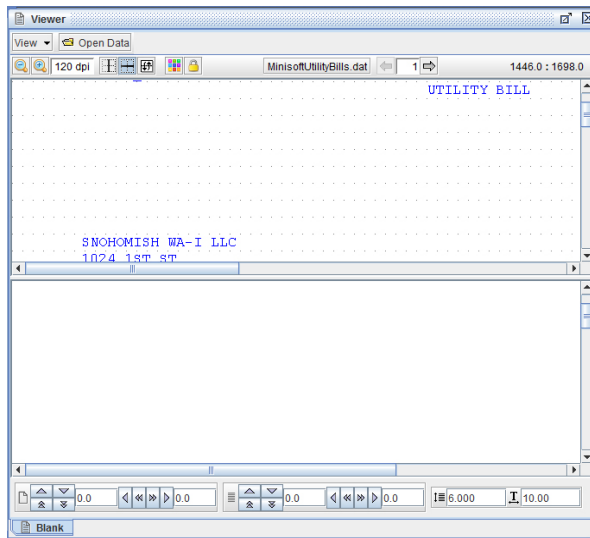 Viewer
View Open Data
120 dpi MinisoftUtilityBills.dat 1 1446.0 : 1698.0
UTILITY BILL
SNOHOMISH WA-I LLC
1024 1ST ST
0.0 0.0 0.0 0.0 6.000 10.00
Blank